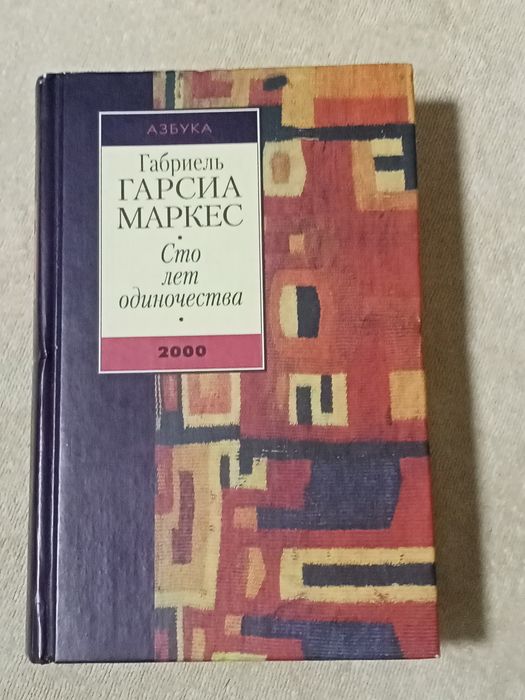 АЗБУКА
Габриель
ГАРСИА
МАРКЕС
•
Сто
лет
одиночества
•
2000